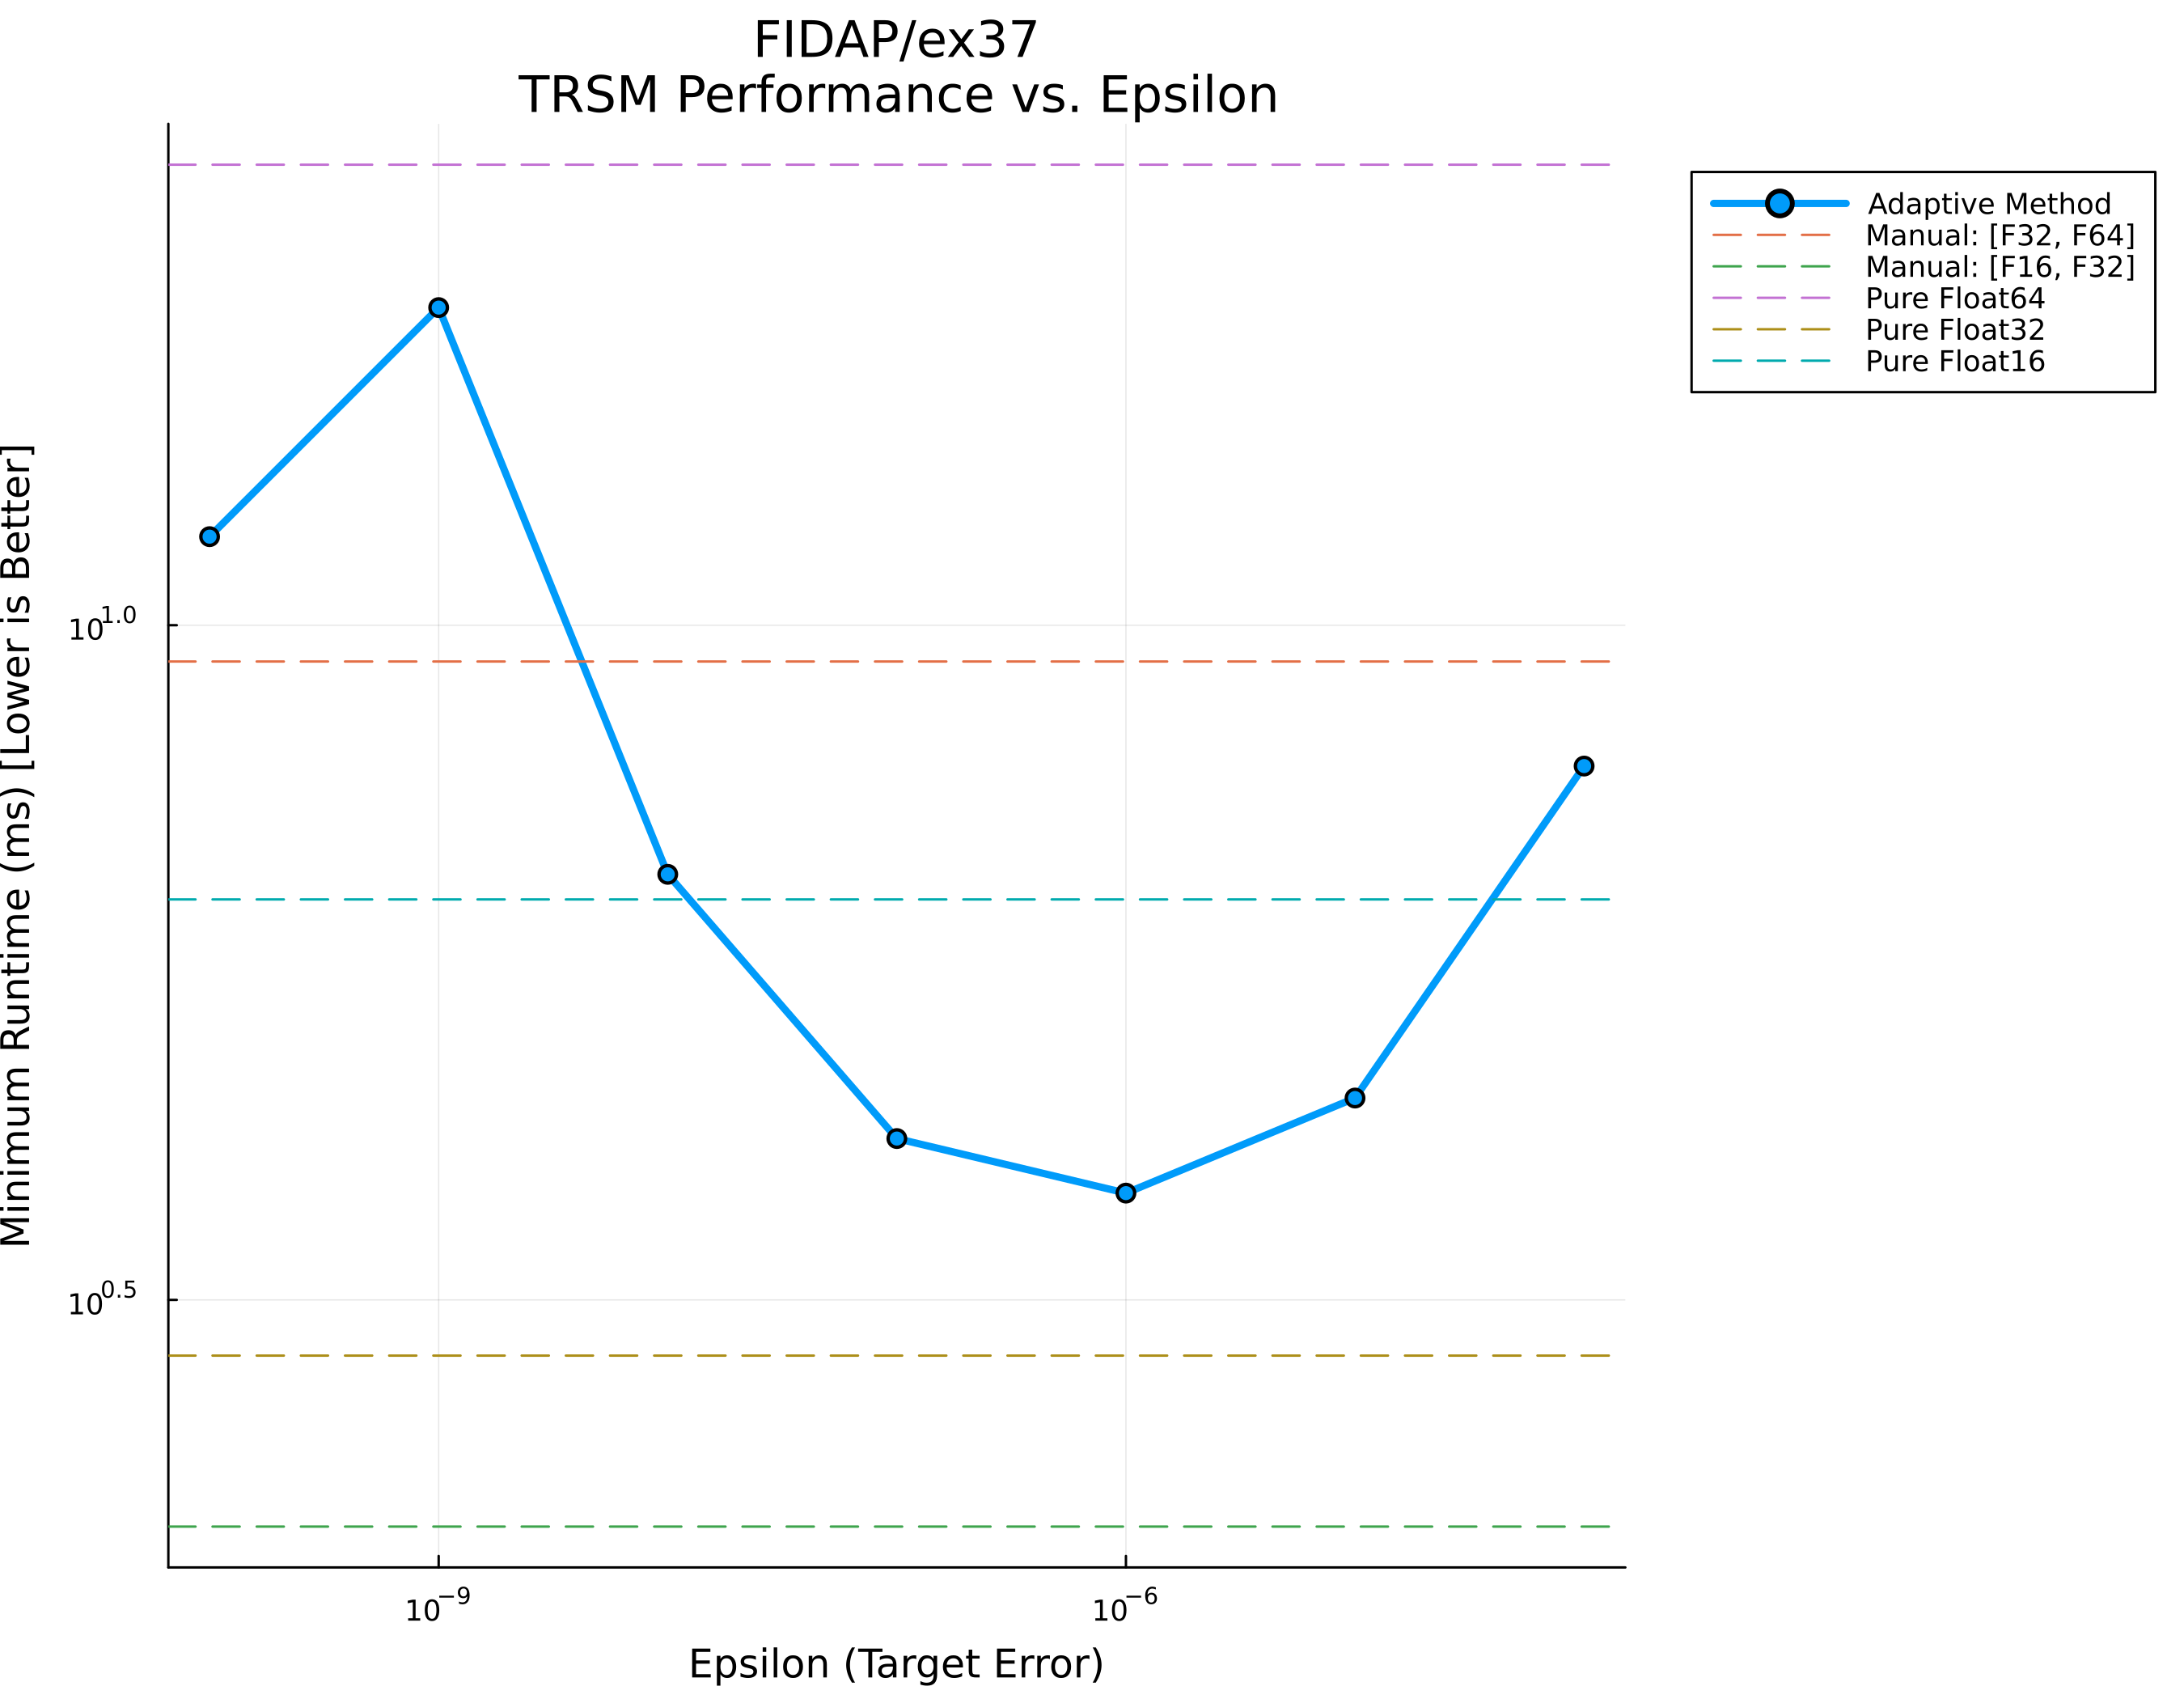 FIDAP/ex37
TRSM Performance vs. Epsilon
Adaptive Method
Manual: [F32, F64]
Manual: [F16, F32]
Pure Float64
Pure Float32
Pure Float16
Minimum Runtime (ms) [Lower is Better]
10^1.0
10^0.5
10^−9
10^−6
Epsilon (Target Error)